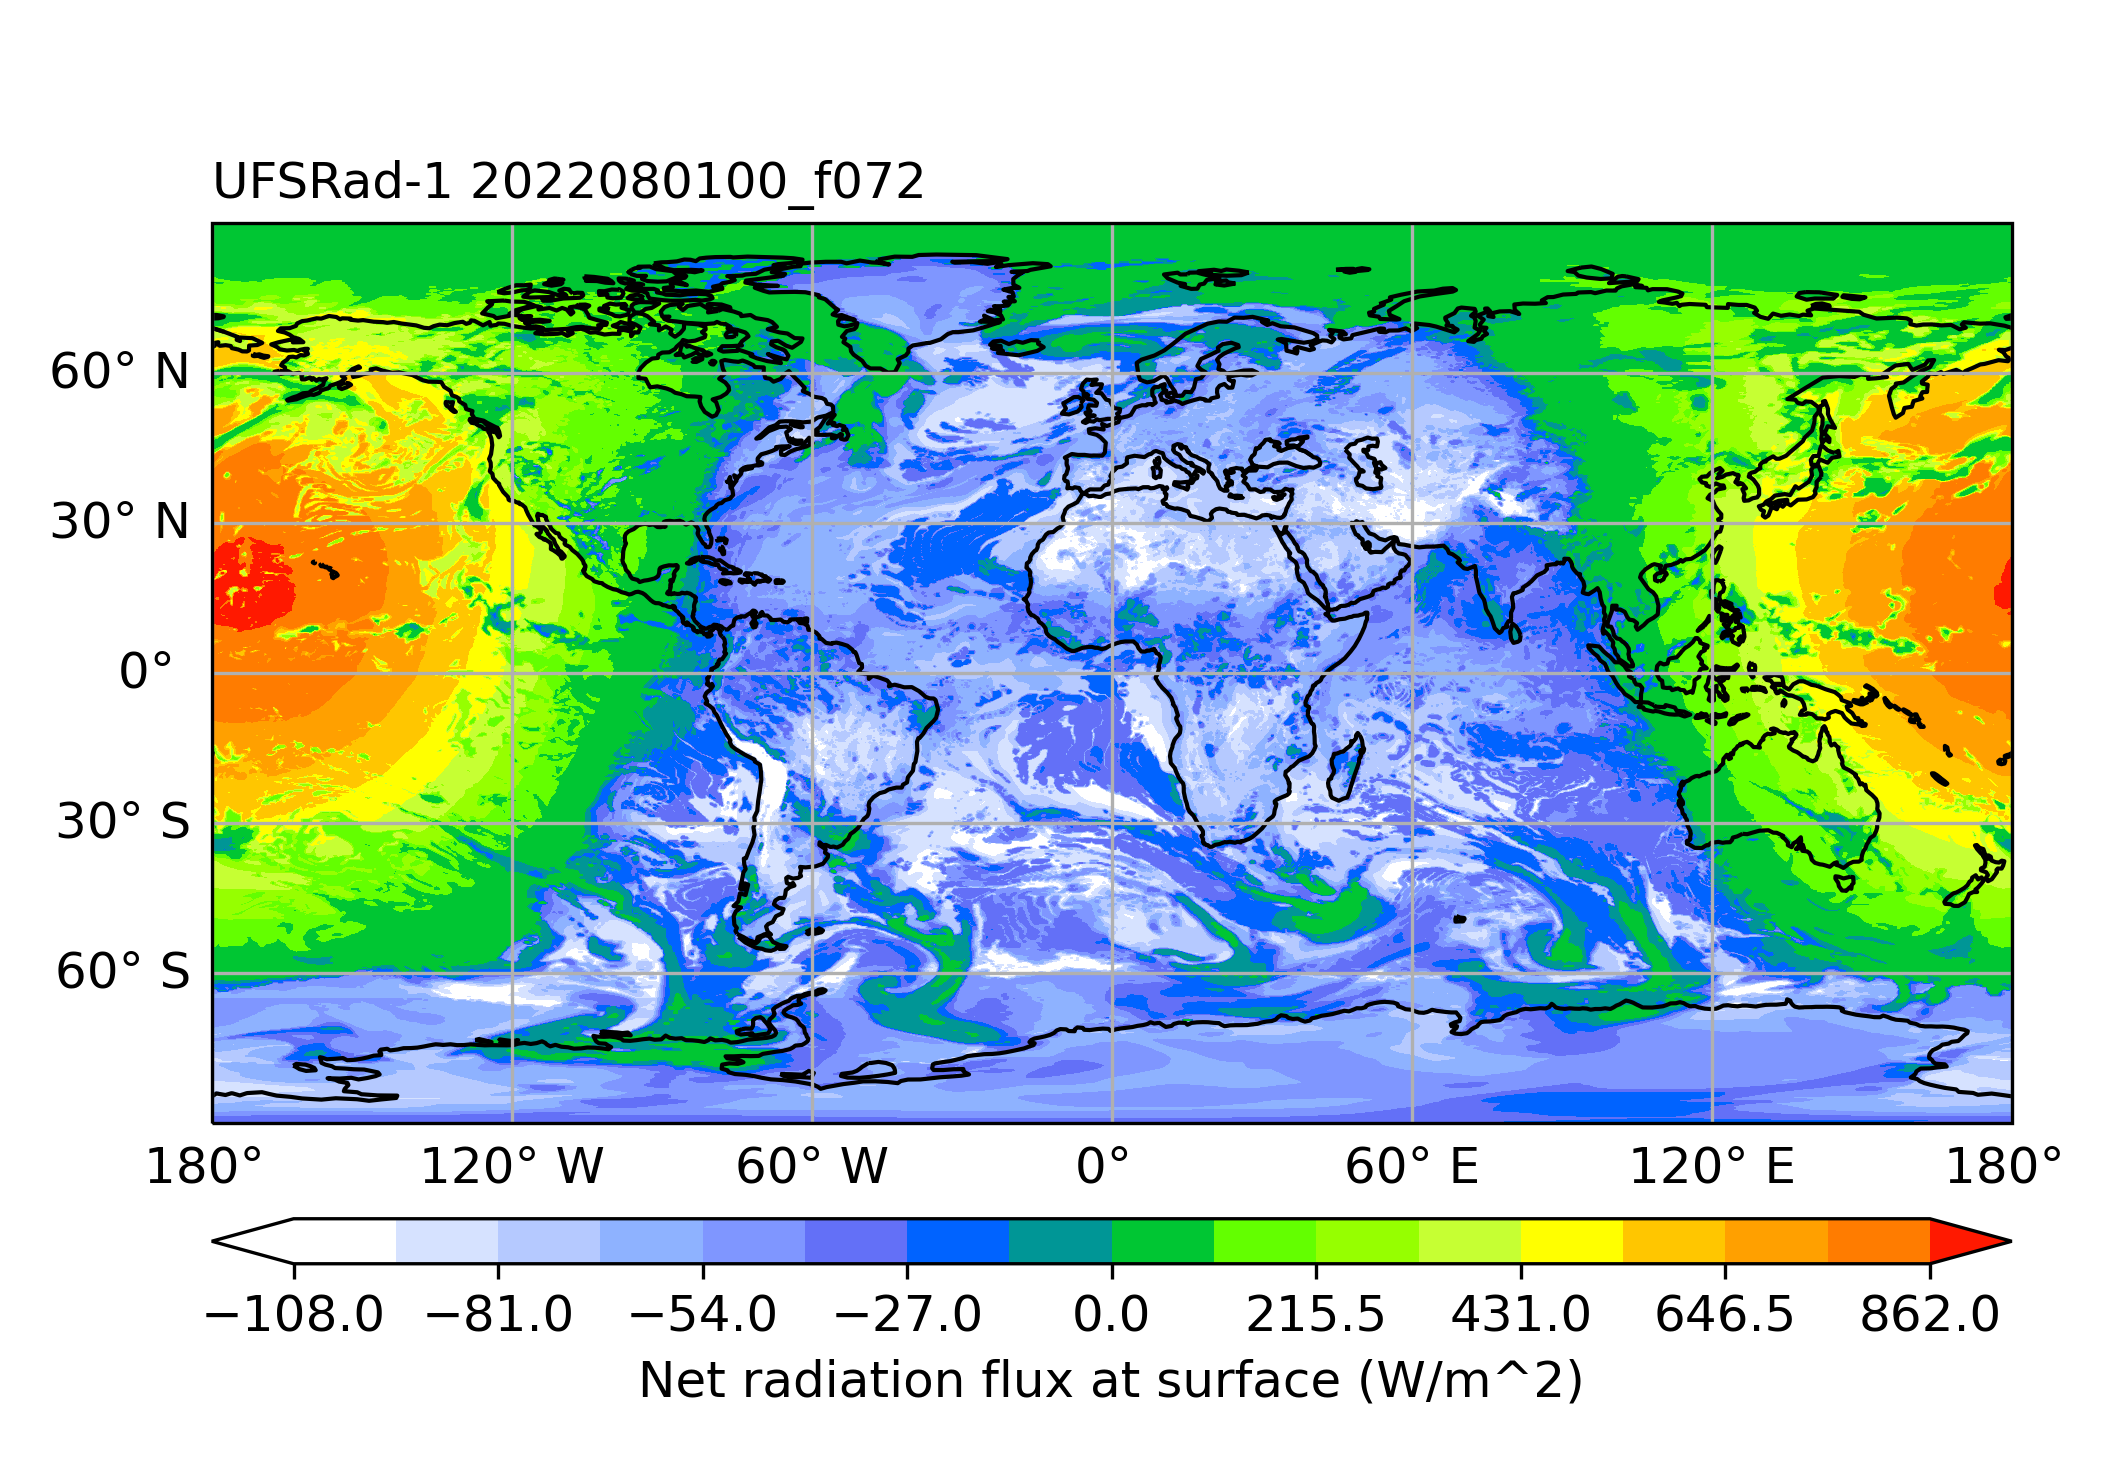 UFSRad-1 2022080100_f072
60° N
30° N
0°
30° S
60° S
180° 120° W 60° W 0° 60° E 120° E 180°
−108.0 −81.0 −54.0 −27.0 0.0 215.5 431.0 646.5 862.0
Net radiation flux at surface (W/m^2)